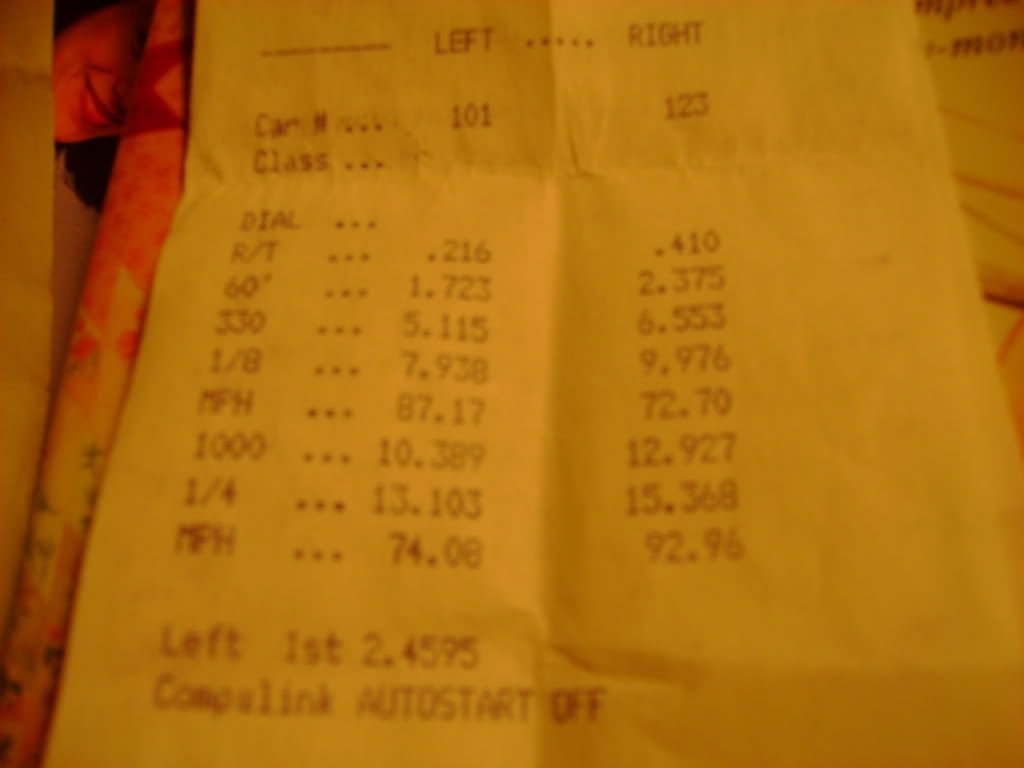 ________ LEFT ..... RIGHT
Car # ... 101 123
Class ...
DIAL ...
R/T ... .216 .410
60' ... 1.723 2.375
330 ... 5.115 6.553
1/8 ... 7.938 9.976
MPH ... 87.17 72.70
1000 ... 10.389 12.927
1/4 ... 13.103 15.368
MPH ... 74.08 92.96
Left 1st 2.4595
Compulink AUTOSTART OFF